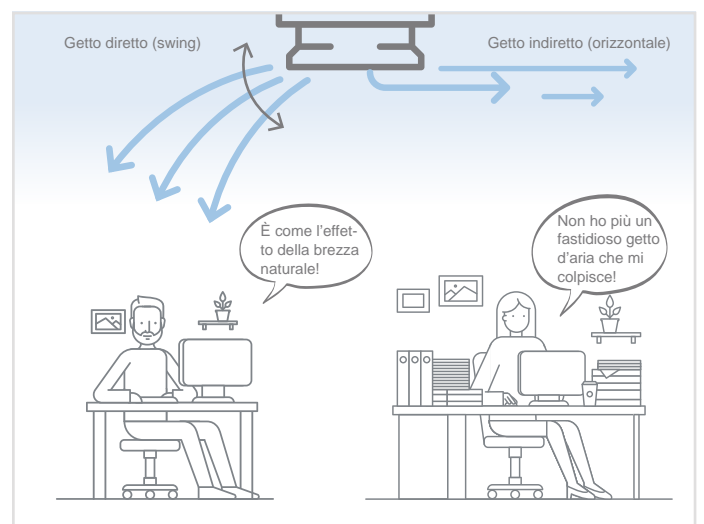 Getto diretto (swing)
Getto indiretto (orizzontale)
È come l'effet-
to della brezza
naturale!
Non ho più un
fastidioso getto
d'aria che mi
colpisce!